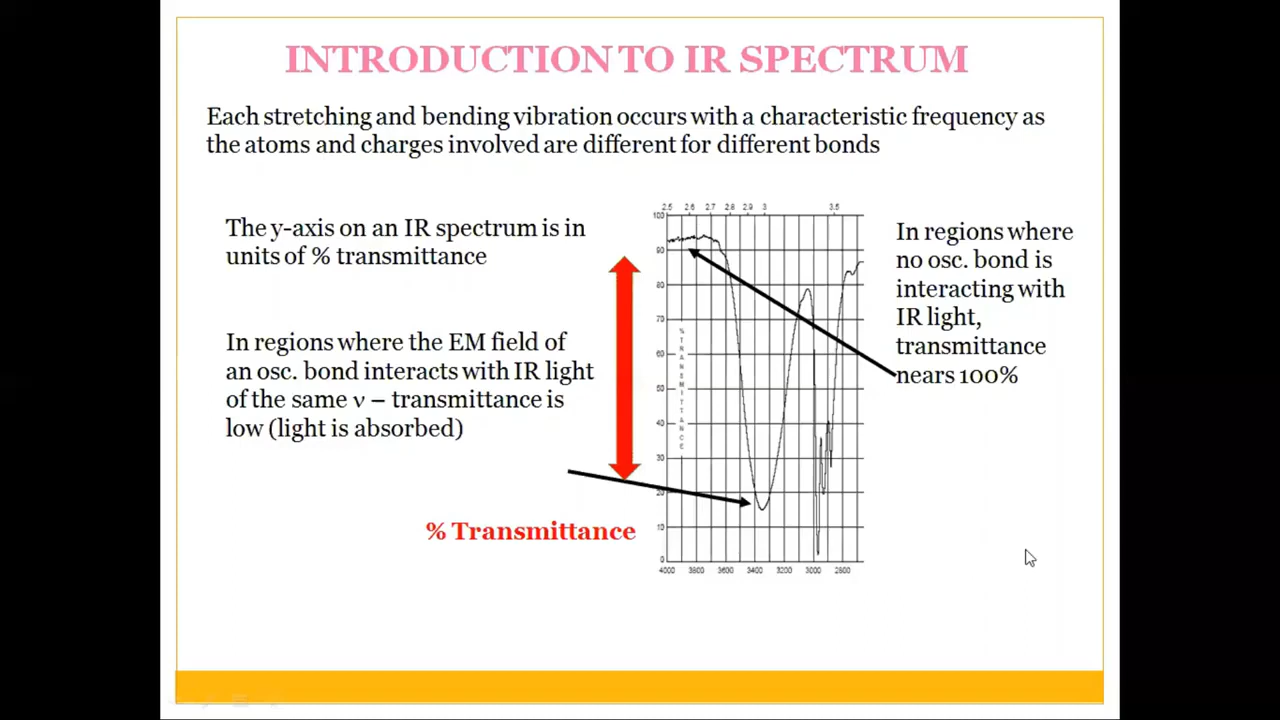 INTRODUCTION TO IR SPECTRUM
Each stretching and bending vibration occurs with a characteristic frequency as
the atoms and charges involved are different for different bonds
The y-axis on an IR spectrum is in
units of % transmittance
In regions where the EM field of
an osc. bond interacts with IR light
of the same ν – transmittance is
low (light is absorbed)
% Transmittance
2.5 2.6 2.7 2.8 2.9 3 3.5
100
90
80
70
60
50
40
30
20
10
0
% TRANSMITTANCE
4000 3800 3600 3400 3200 3000 2800
In regions where
no osc. bond is
interacting with
IR light,
transmittance
nears 100%